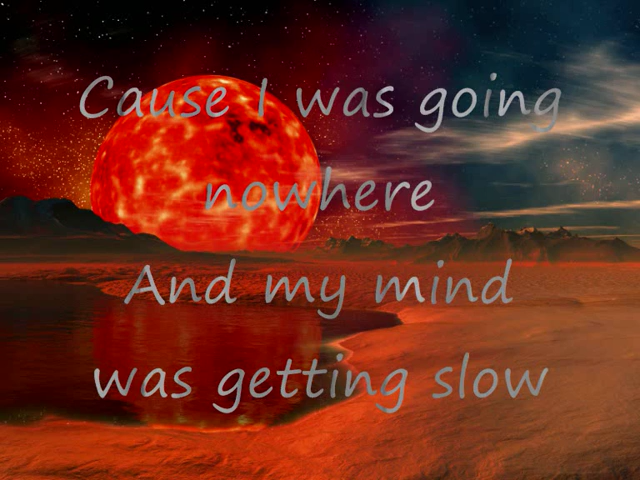 Cause I was going
nowhere
And my mind
was getting slow